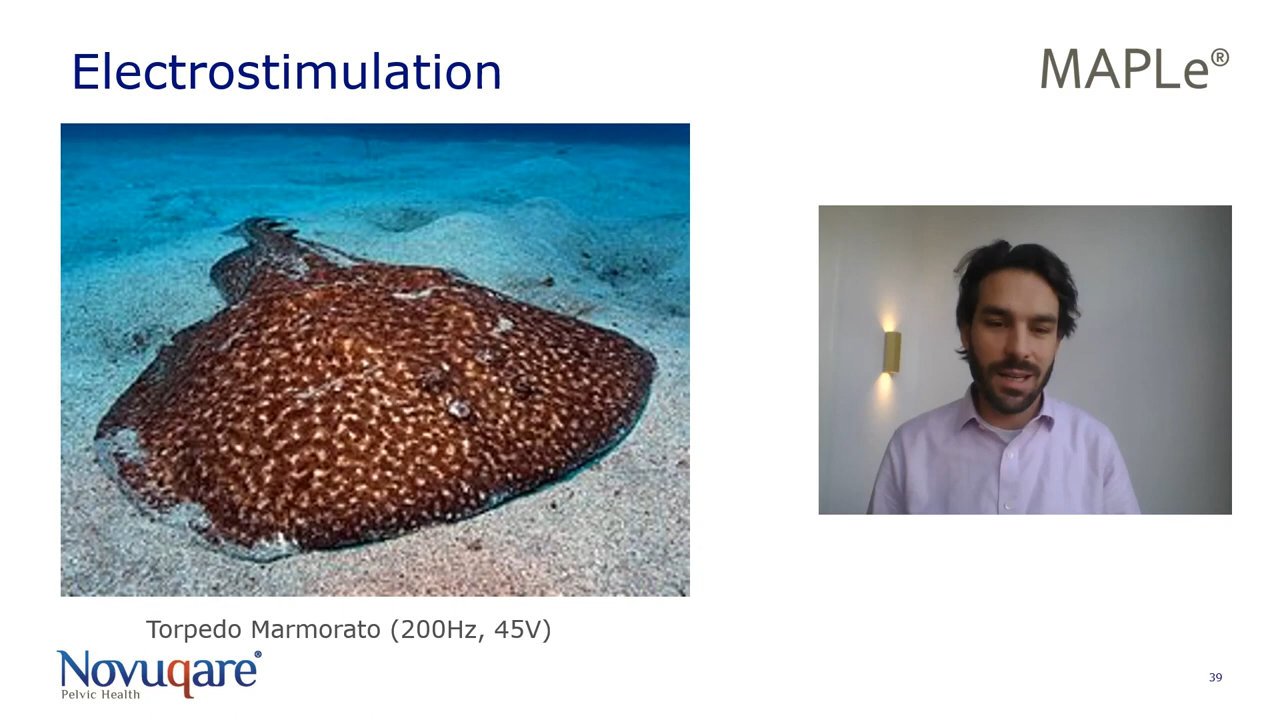 Electrostimulation
MAPLe®
Torpedo Marmorato (200Hz, 45V)
Novuqare®
Pelvic Health
39